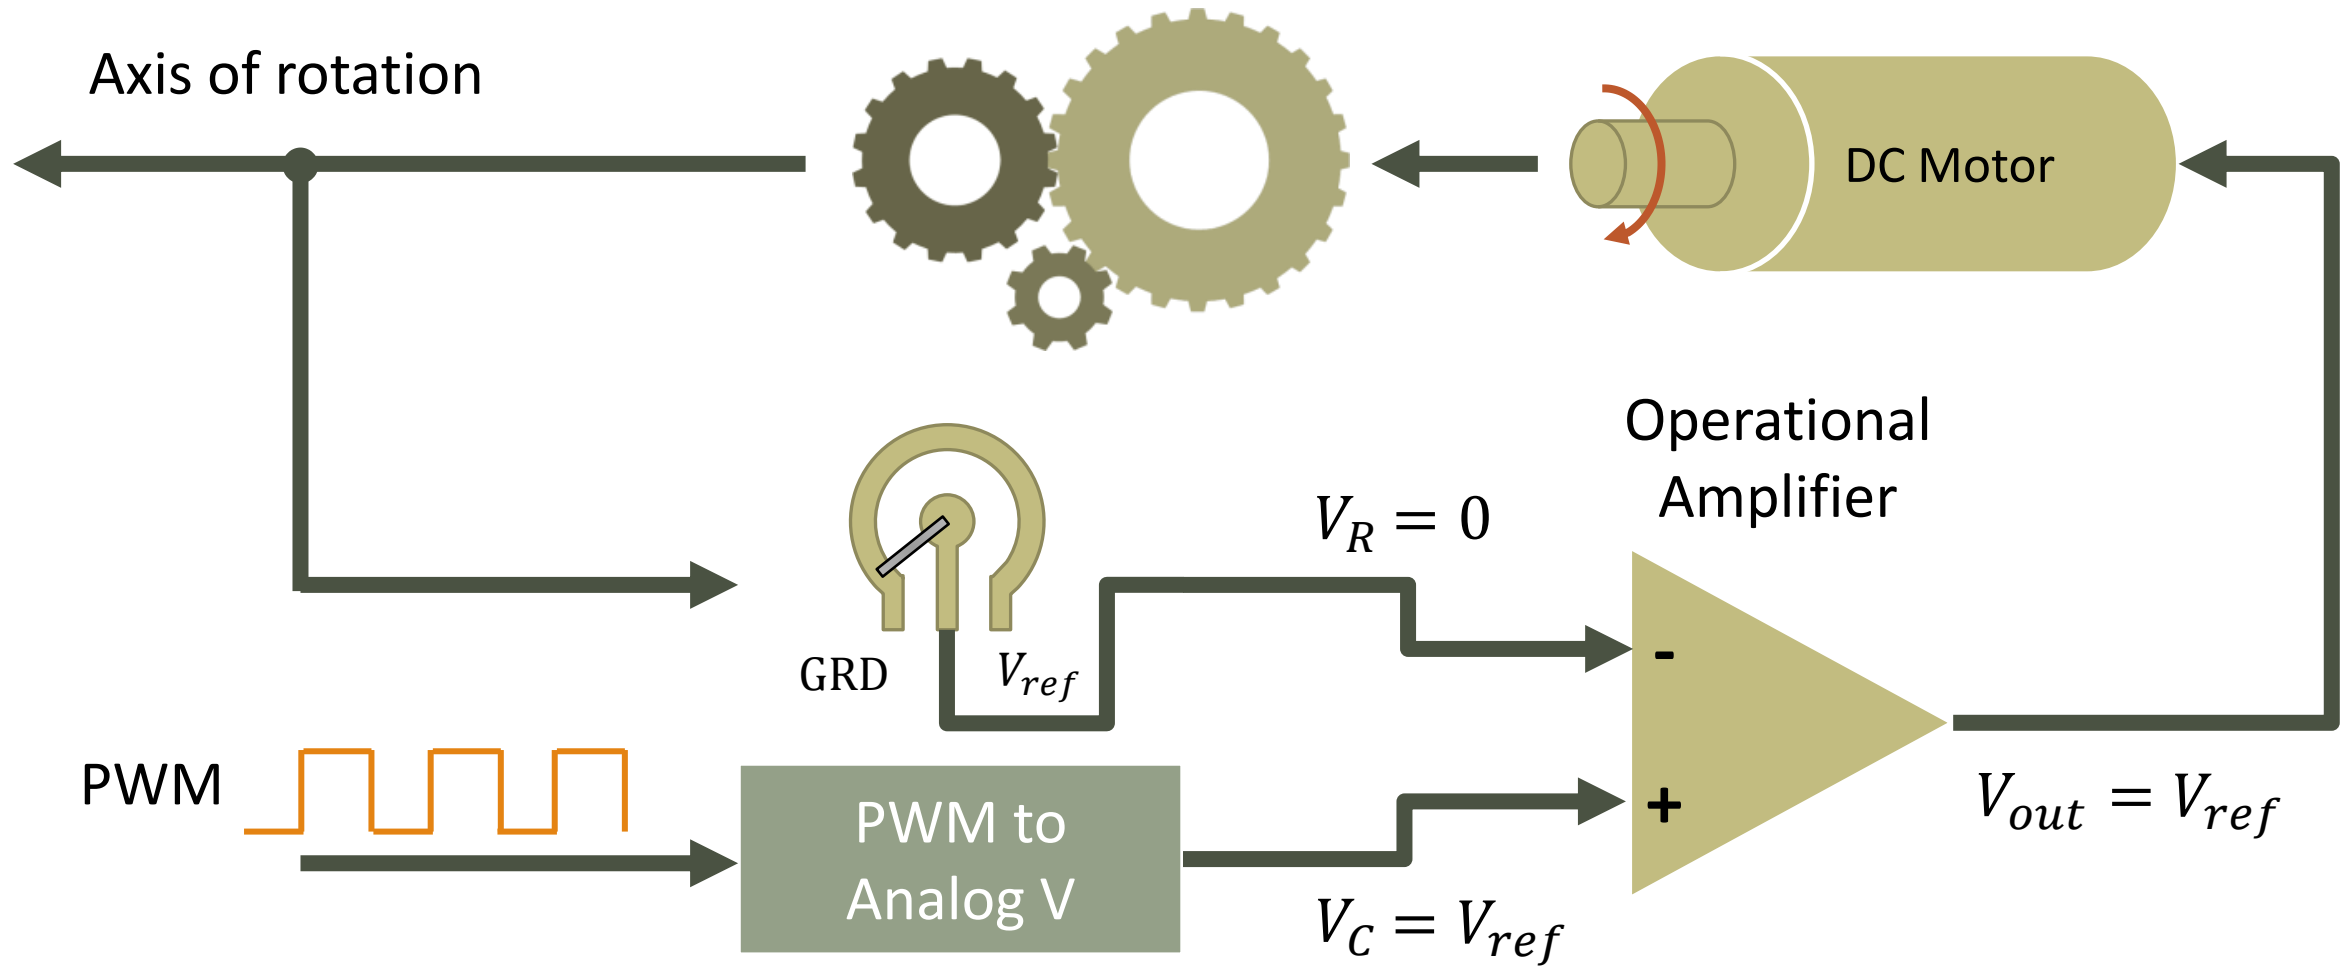 Axis of rotation
DC Motor
Operational
Amplifier
V_R = 0
-
GRD
V_ref
PWM
PWM to
Analog V
+
V_out = V_ref
V_C = V_ref